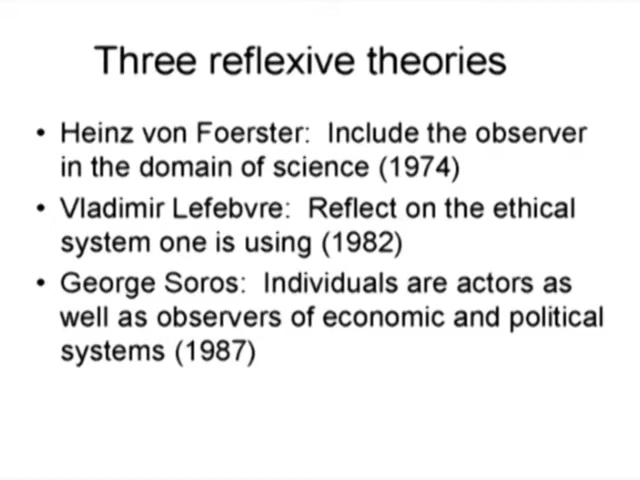 Three reflexive theories
• Heinz von Foerster: Include the observer
in the domain of science (1974)
• Vladimir Lefebvre: Reflect on the ethical
system one is using (1982)
• George Soros: Individuals are actors as
well as observers of economic and political
systems (1987)